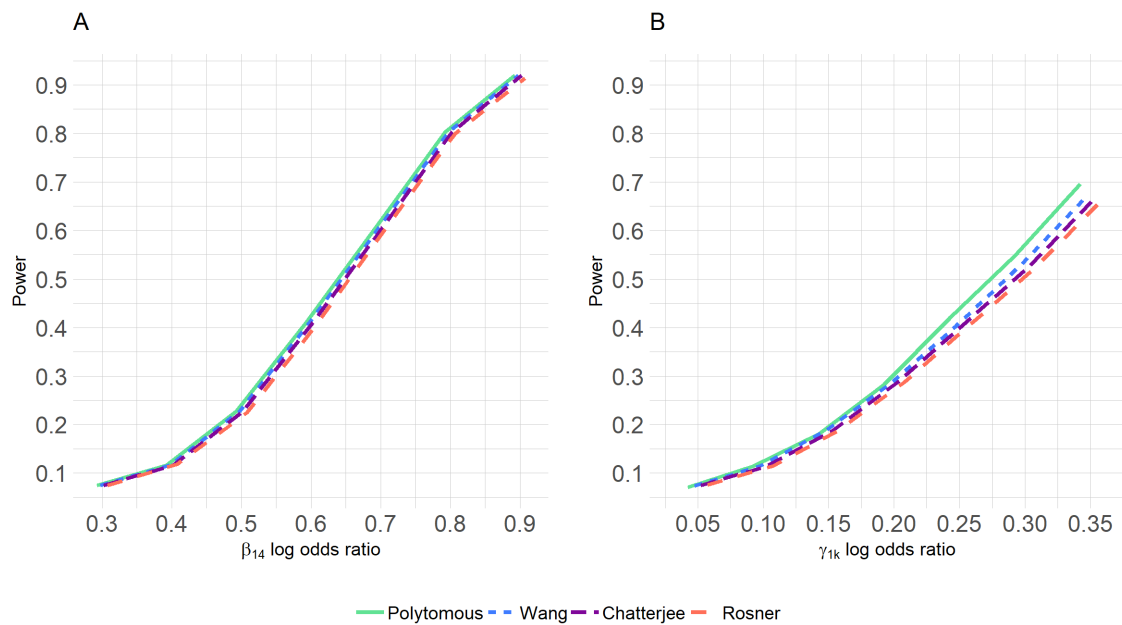 A
B
0.9
0.8
0.7
0.6
0.5
0.4
0.3
0.2
0.1
Power
0.3 0.4 0.5 0.6 0.7 0.8 0.9
β14 log odds ratio
0.9
0.8
0.7
0.6
0.5
0.4
0.3
0.2
0.1
Power
0.05 0.10 0.15 0.20 0.25 0.30 0.35
γ1k log odds ratio
Polytomous Wang Chatterjee Rosner